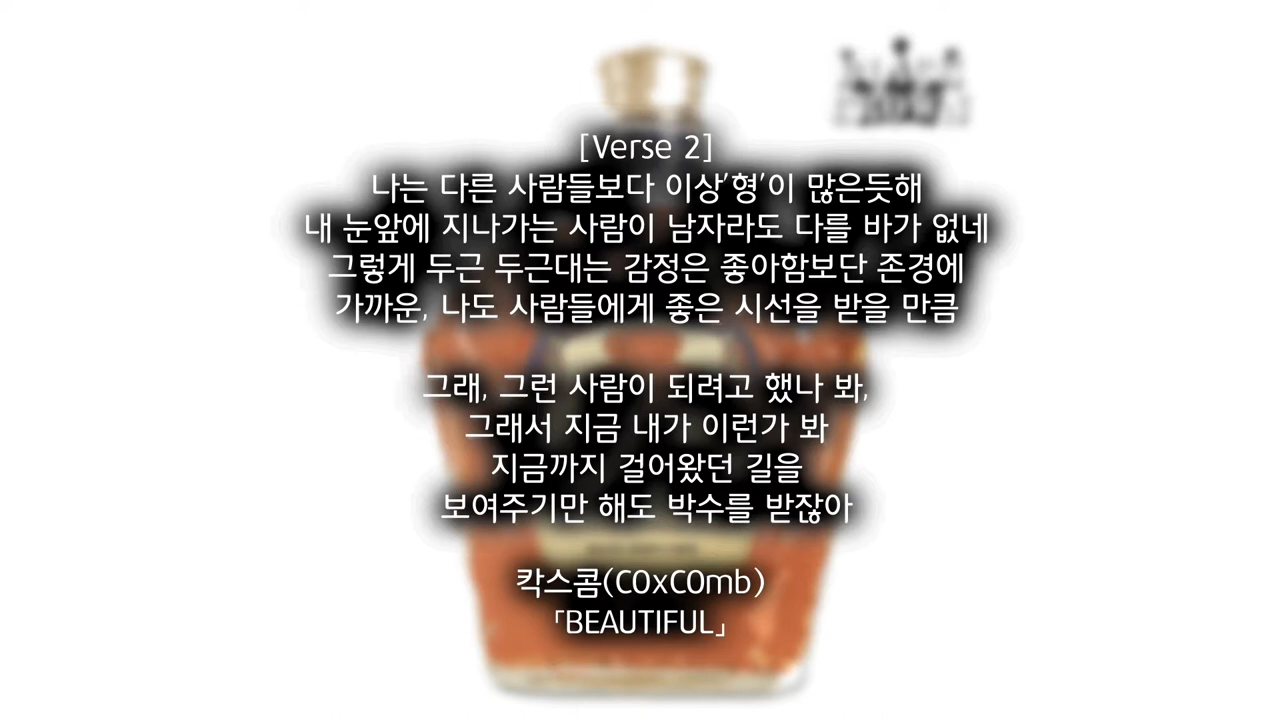 [Verse 2]
나는 다른 사람들보다 이상'형'이 많은듯해
내 눈앞에 지나가는 사람이 남자라도 다를 바가 없네
그렇게 두근 두근대는 감정은 좋아함보단 존경에
가까운, 나도 사람들에게 좋은 시선을 받을 만큼
그래, 그런 사람이 되려고 했나 봐,
그래서 지금 내가 이런가 봐
지금까지 걸어왔던 길을
보여주기만 해도 박수를 받잖아
칵스콤(C0xC0mb)
「BEAUTIFUL」